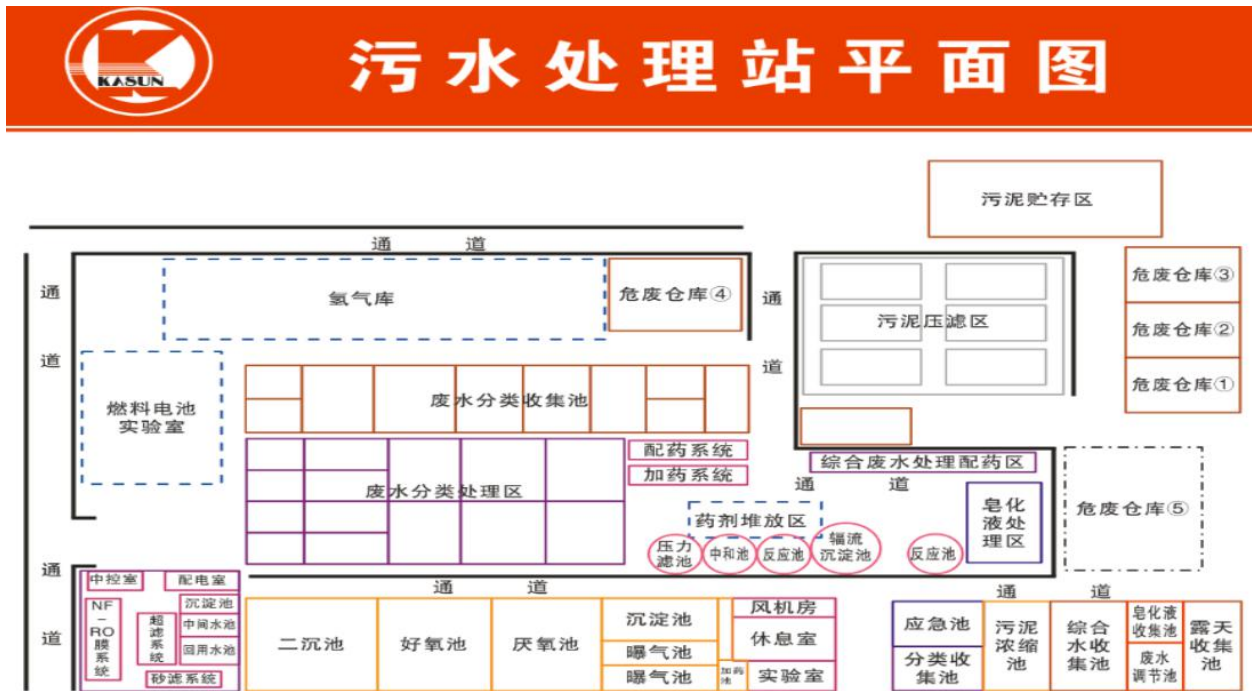 KASUN
污水处理站平面图
污泥贮存区
通 道
通
道
氢气库
危废仓库④
通
道
污泥压滤区
危废仓库③
危废仓库②
危废仓库①
燃料电池
实验室
废水分类收集池
配药系统
加药系统
综合废水处理配药区
通 道
废水分类处理区
药剂堆放区
皂化
液处
理区
危废仓库⑤
压力
滤池
中和池
反应池
辐流
沉淀池
反应池
通
道
通 道
通 道
中控室
配电室
NF
-
RO
膜
系
统
超
滤
系
统
沉淀池
中间水池
回用水池
砂滤系统
二沉池
好氧池
厌氧池
沉淀池
曝气池
曝气池
加药
池
风机房
休息室
实验室
应急池
分类收
集池
污泥
浓缩
池
综合
水收
集池
皂化液
收集池
废水
调节池
露天
收集
池